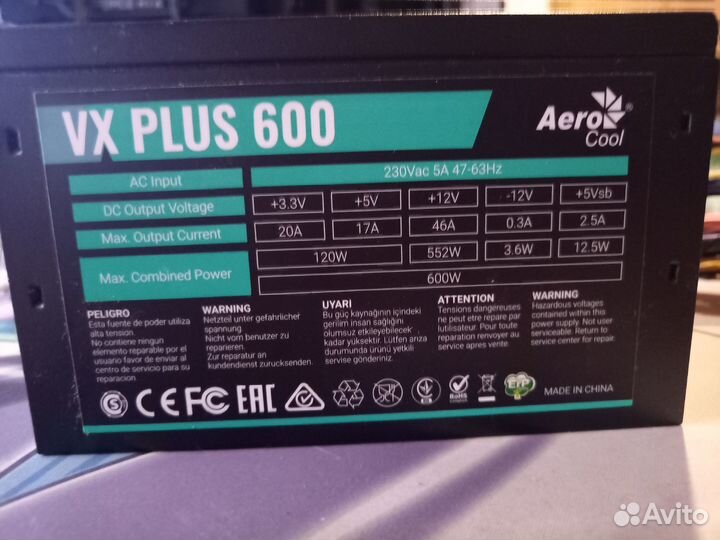 VX PLUS 600
Aero
Cool
®
AC Input 230Vac 5A 47-63Hz
DC Output Voltage +3.3V +5V +12V -12V +5Vsb
Max. Output Current 20A 17A 46A 0.3A 2.5A
Max. Combined Power 120W 552W 3.6W 12.5W
600W
PELIGRO
Esta fuente de poder utiliza
alta tension.
No contiene ningun
elemento reparable por el
usuario favor de enviar al
centro de servicio para su
reparacion.
WARNING
Netzteil unter gefahrlicher
spannung.
Nicht vom benutzer zu
reparieren.
Zur reparatur an
kundendienst zurucksenden.
UYARI
Bu güç kaynağının içindeki
gerilim insan sağlığını
olumsuz etkileyebilecek
kadar yüksektir. Lütfen arıza
durumunda ürünü yetkili
servise gönderiniz.
ATTENTION
Tensions dangereuses
ne peut etre repare par
lutilisateur. Pour toute
reparation renvoyer au
service apres vente.
WARNING
Hazardous voltages
contained within this
power supply. Not user
serviceable. Return to
service center for repair.
S CE FC EAC RoHS ErP MADE IN CHINA
Avito